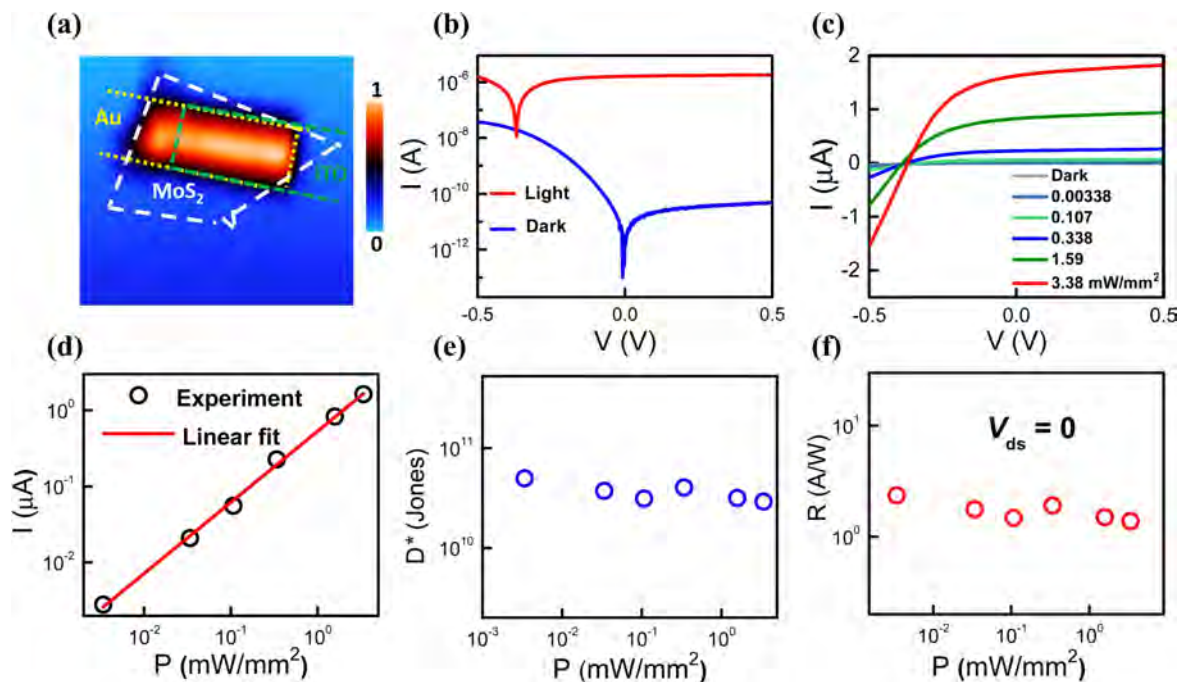 (a)
Au
MoS₂
ITO
1
0
(b)
I (A)
10⁻⁶
10⁻⁸
10⁻¹⁰
10⁻¹²
Light
Dark
-0.5
0.0
0.5
V (V)
(c)
I (μA)
2
1
0
-1
-2
Dark
0.00338
0.107
0.338
1.59
3.38 mW/mm²
-0.5
0.0
0.5
V (V)
(d)
I (μA)
10⁰
10⁻¹
10⁻²
Experiment
Linear fit
10⁻²
10⁻¹
10⁰
P (mW/mm²)
(e)
D* (Jones)
10¹¹
10¹⁰
10⁻³
10⁻²
10⁻¹
10⁰
P (mW/mm²)
(f)
R (A/W)
10¹
10⁰
V_ds = 0
10⁻²
10⁻¹
10⁰
P (mW/mm²)